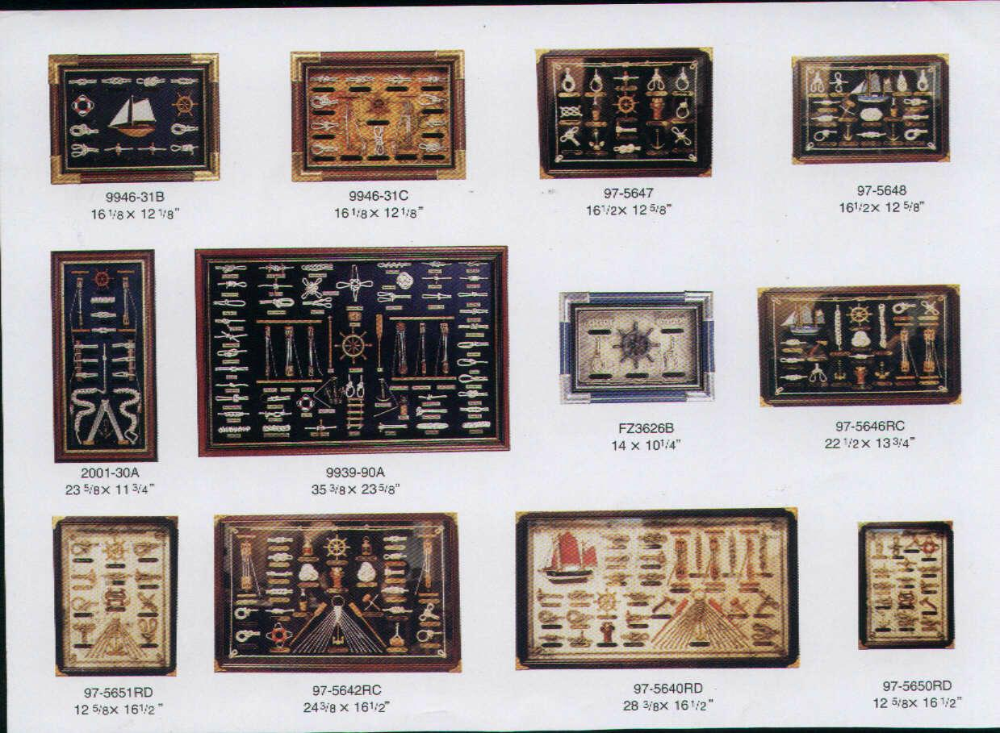 9946-31B
16 1/8 × 12 1/8"
9946-31C
16 1/8 × 12 1/8"
97-5647
16 1/2 × 12 5/8"
97-5648
16 1/2 × 12 5/8"
2001-30A
23 5/8 × 11 3/4"
9939-90A
35 3/8 × 23 5/8"
FZ3626B
14 × 10 1/4"
97-5646RC
22 1/2 × 13 3/4"
97-5651RD
12 5/8 × 16 1/2"
97-5642RC
24 3/8 × 16 1/2"
97-5640RD
28 3/8 × 16 1/2"
97-5650RD
12 5/8 × 16 1/2"